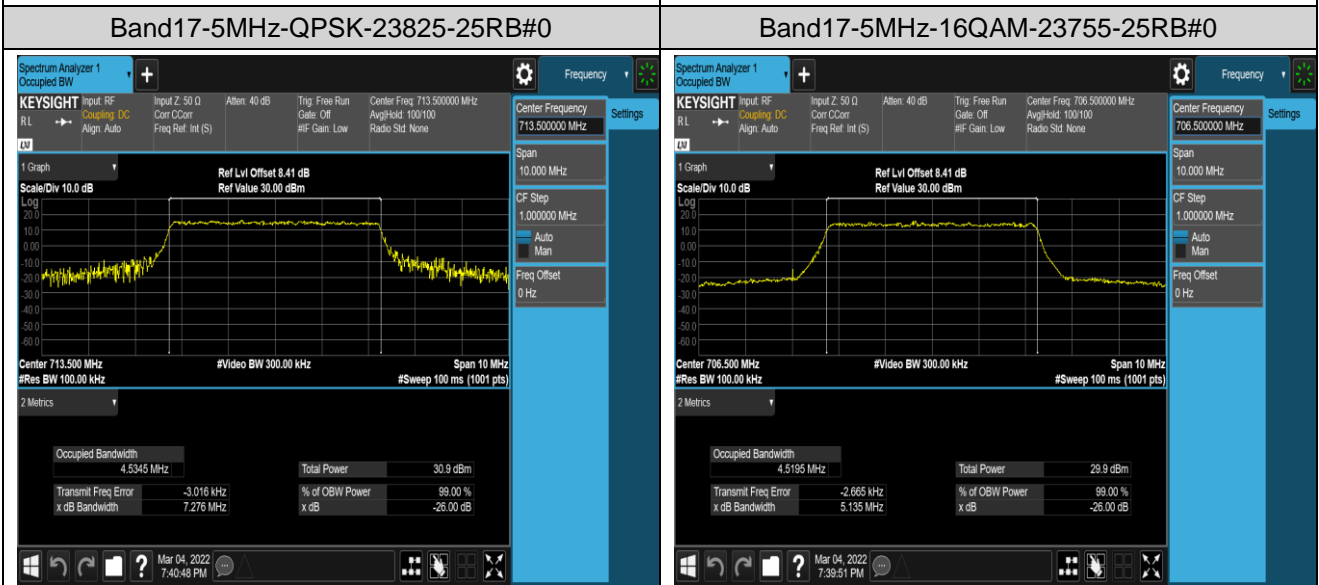 Band17-5MHz-QPSK-23825-25RB#0
Spectrum Analyzer 1
Occupied BW
+
Frequency
KEYSIGHT
RL
LXI
Input: RF
Coupling: DC
Align: Auto
Input Z: 50 Ω
Corr CCorr
Freq Ref: Int (S)
Atten: 40 dB
Trig: Free Run
Gate: Off
#IF Gain: Low
Center Freq: 713.500000 MHz
Avg|Hold: 100/100
Radio Std: None
Center Frequency
713.500000 MHz
Settings
Span
10.000 MHz
CF Step
1.000000 MHz
Auto
Man
Freq Offset
0 Hz
1 Graph
Scale/Div 10.0 dB
Ref Lvl Offset 8.41 dB
Ref Value 30.00 dBm
Log
20.0
10.0
0.00
-10.0
-20.0
-30.0
-40.0
-50.0
-60.0
Center 713.500 MHz
#Video BW 300.00 kHz
Span 10 MHz
#Res BW 100.00 kHz
#Sweep 100 ms (1001 pts)
2 Metrics
Occupied Bandwidth
4.5345 MHz
Total Power 30.9 dBm
Transmit Freq Error -3.016 kHz
% of OBW Power 99.00 %
x dB Bandwidth 7.276 MHz
x dB -26.00 dB
?
Mar 04, 2022
7:40:48 PM
Band17-5MHz-16QAM-23755-25RB#0
Spectrum Analyzer 1
Occupied BW
+
Frequency
KEYSIGHT
RL
LXI
Input: RF
Coupling: DC
Align: Auto
Input Z: 50 Ω
Corr CCorr
Freq Ref: Int (S)
Atten: 40 dB
Trig: Free Run
Gate: Off
#IF Gain: Low
Center Freq: 706.500000 MHz
Avg|Hold: 100/100
Radio Std: None
Center Frequency
706.500000 MHz
Settings
Span
10.000 MHz
CF Step
1.000000 MHz
Auto
Man
Freq Offset
0 Hz
1 Graph
Scale/Div 10.0 dB
Ref Lvl Offset 8.41 dB
Ref Value 30.00 dBm
Log
20.0
10.0
0.00
-10.0
-20.0
-30.0
-40.0
-50.0
-60.0
Center 706.500 MHz
#Video BW 300.00 kHz
Span 10 MHz
#Res BW 100.00 kHz
#Sweep 100 ms (1001 pts)
2 Metrics
Occupied Bandwidth
4.5195 MHz
Total Power 29.9 dBm
Transmit Freq Error -2.665 kHz
% of OBW Power 99.00 %
x dB Bandwidth 5.135 MHz
x dB -26.00 dB
?
Mar 04, 2022
7:39:51 PM